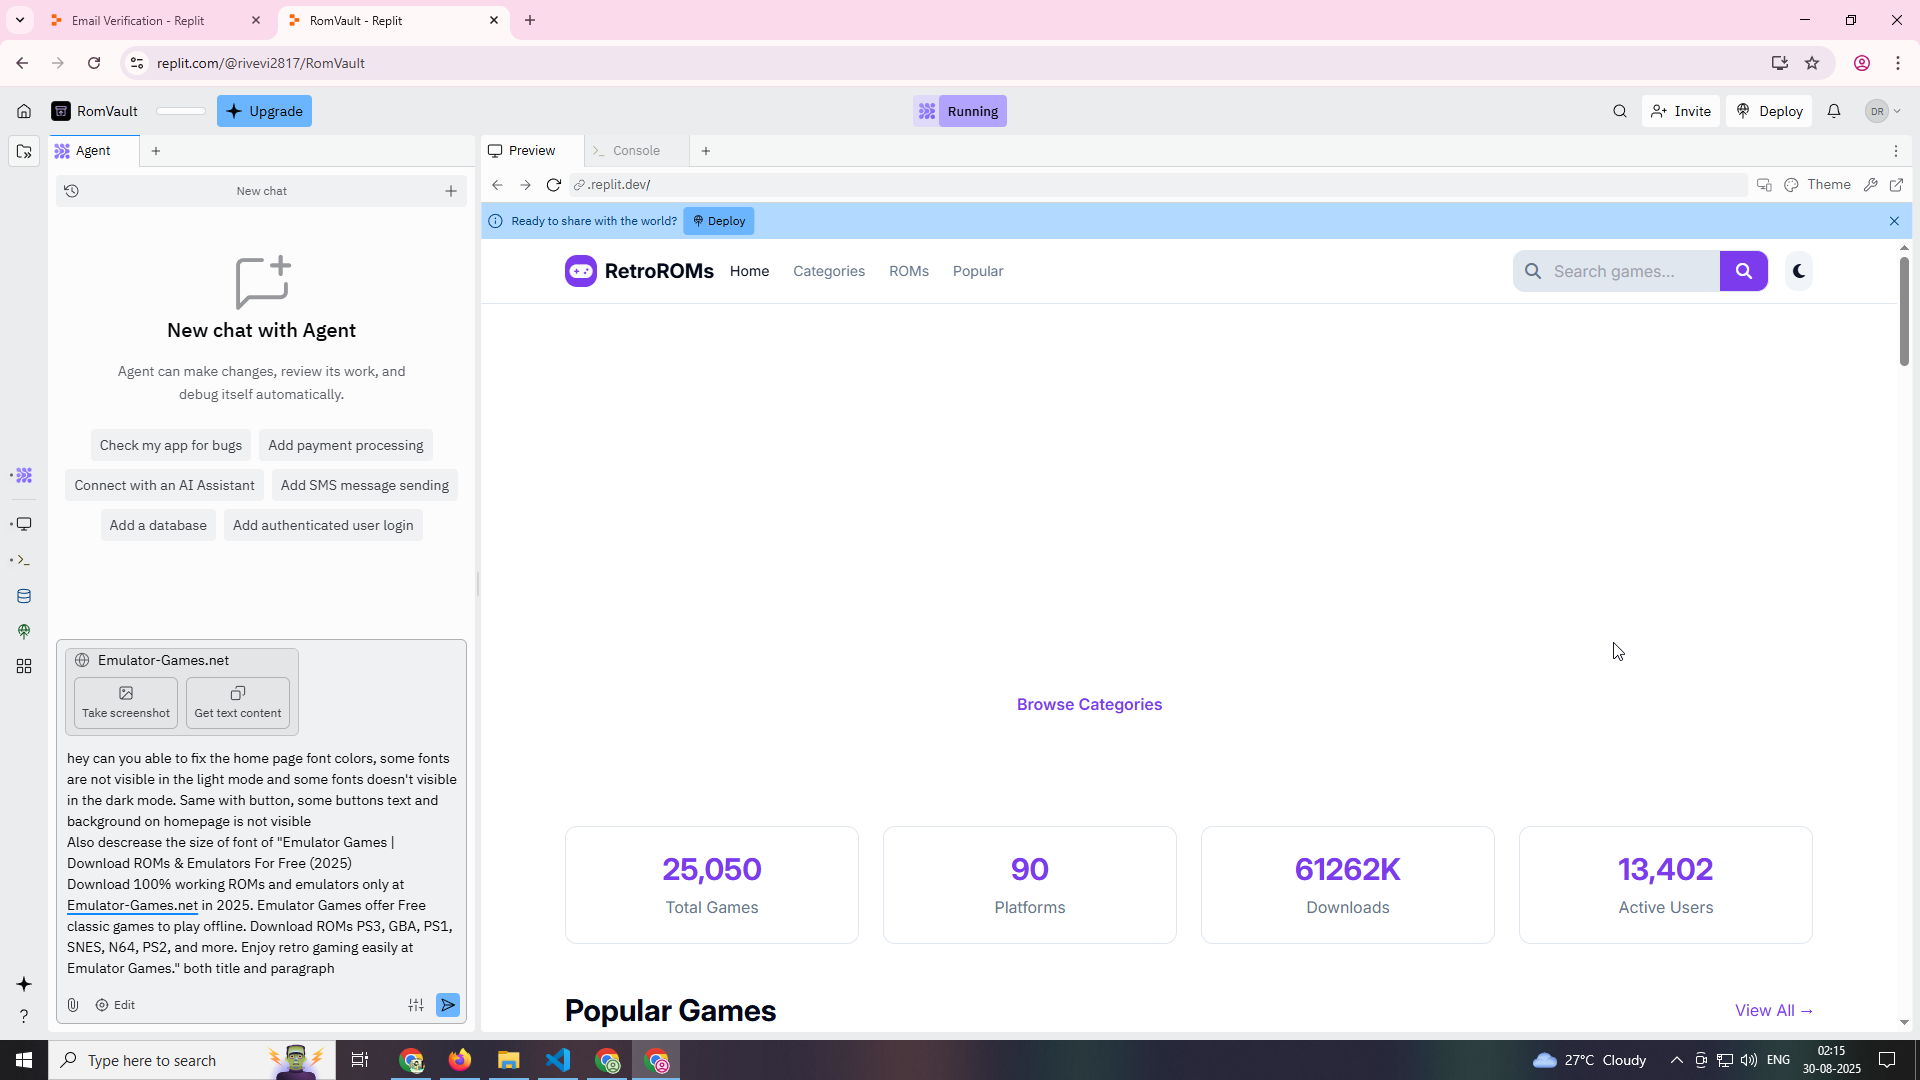 Email Verification - Replit
RomVault - Replit
replit.com/@rivevi2817/RomVault
RomVault
Upgrade
Running
Invite
Deploy
DR
Agent
Preview
Console
New chat
.replit.dev/
Theme
Ready to share with the world?
Deploy
RetroROMs
Home
Categories
ROMs
Popular
Search games...
New chat with Agent
Agent can make changes, review its work, and
debug itself automatically.
Check my app for bugs
Add payment processing
Connect with an AI Assistant
Add SMS message sending
Add a database
Add authenticated user login
Emulator-Games.net
Take screenshot
Get text content
hey can you able to fix the home page font colors, some fonts
are not visible in the light mode and some fonts doesn't visible
in the dark mode. Same with button, some buttons text and
background on homepage is not visible
Also descrease the size of font of "Emulator Games |
Download ROMs & Emulators For Free (2025)
Download 100% working ROMs and emulators only at
Emulator-Games.net in 2025. Emulator Games offer Free
classic games to play offline. Download ROMs PS3, GBA, PS1,
SNES, N64, PS2, and more. Enjoy retro gaming easily at
Emulator Games." both title and paragraph
Edit
Browse Categories
25,050
Total Games
90
Platforms
61262K
Downloads
13,402
Active Users
Popular Games
View All →
Type here to search
27°C Cloudy
ENG
02:15
30-08-2025